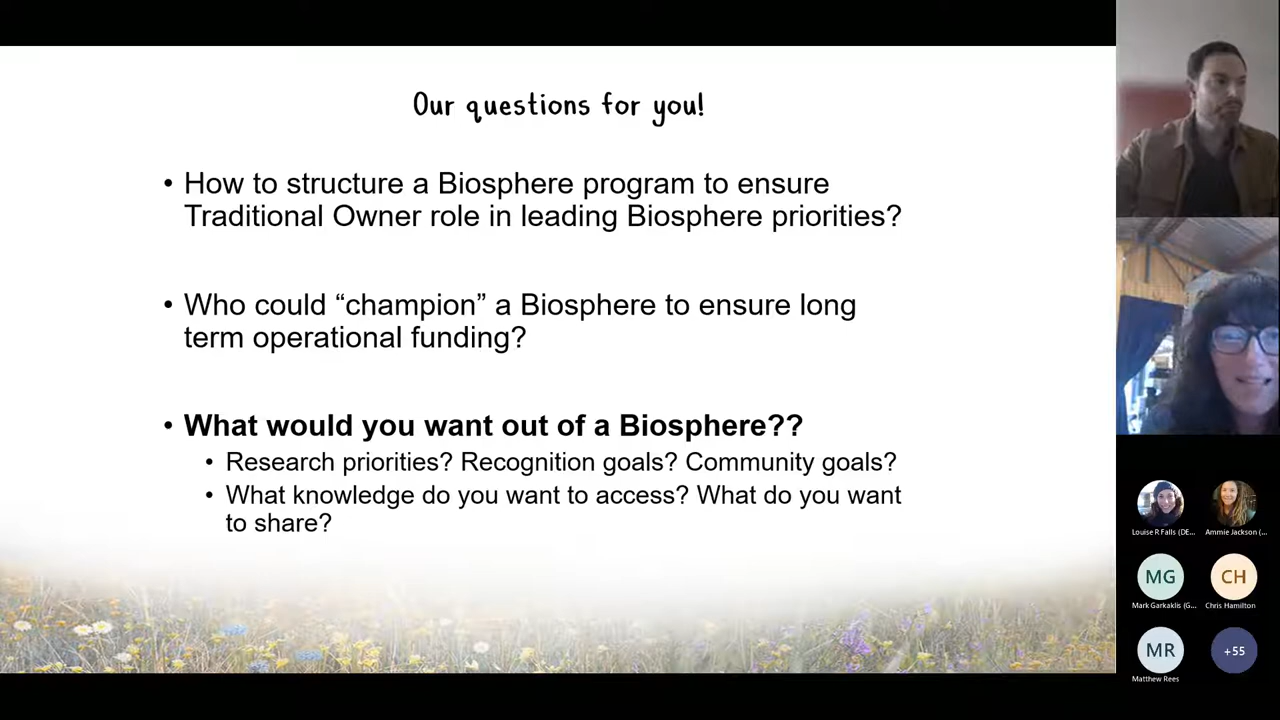 Our questions for you!
• How to structure a Biosphere program to ensure
Traditional Owner role in leading Biosphere priorities?
• Who could “champion” a Biosphere to ensure long
term operational funding?
• What would you want out of a Biosphere??
• Research priorities? Recognition goals? Community goals?
• What knowledge do you want to access? What do you want
to share?
Louise R Falls (DE...
Ammie Jackson (...
MG
CH
Mark Garkaklis (G...
Chris Hamilton
MR
+55
Matthew Rees